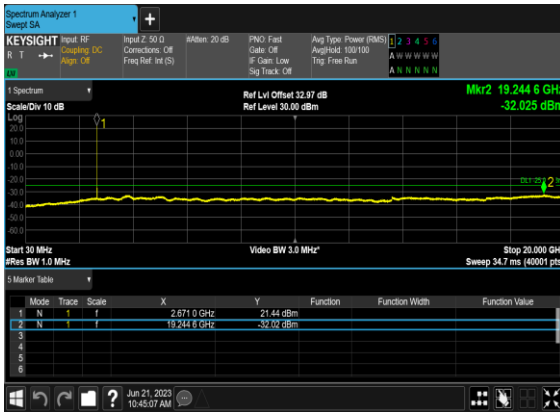 Spectrum Analyzer 1
Swept SA
KEYSIGHT
R T
Input: RF
Coupling: DC
Align: Off
Input Z: 50 Ω
Corrections: Off
Freq Ref: Int (S)
#Atten: 20 dB
PNO: Fast
Gate: Off
IF Gain: Low
Sig Track: Off
Avg Type: Power (RMS)
Avg|Hold: 100/100
Trig: Free Run
1 2 3 4 5 6
A W W W W W
A N N N N N
1 Spectrum
Scale/Div 10 dB
Ref Lvl Offset 32.97 dB
Ref Level 30.00 dBm
Mkr2 19.244 6 GHz
-32.025 dBm
Log
20.0
10.0
0.00
-10.0
-20.0
-30.0
-40.0
-50.0
-60.0
1
2
Start 30 MHz
#Res BW 1.0 MHz
Video BW 3.0 MHz*
Stop 20.000 GH
Sweep 34.7 ms (40001 pts
5 Marker Table
Mode Trace Scale X Y Function Function Width Function Value
1 N 1 f 2.671 0 GHz 21.44 dBm
2 N 1 f 19.244 6 GHz -32.02 dBm
3
4
5
6
Jun 21, 2023
10:45:07 AM